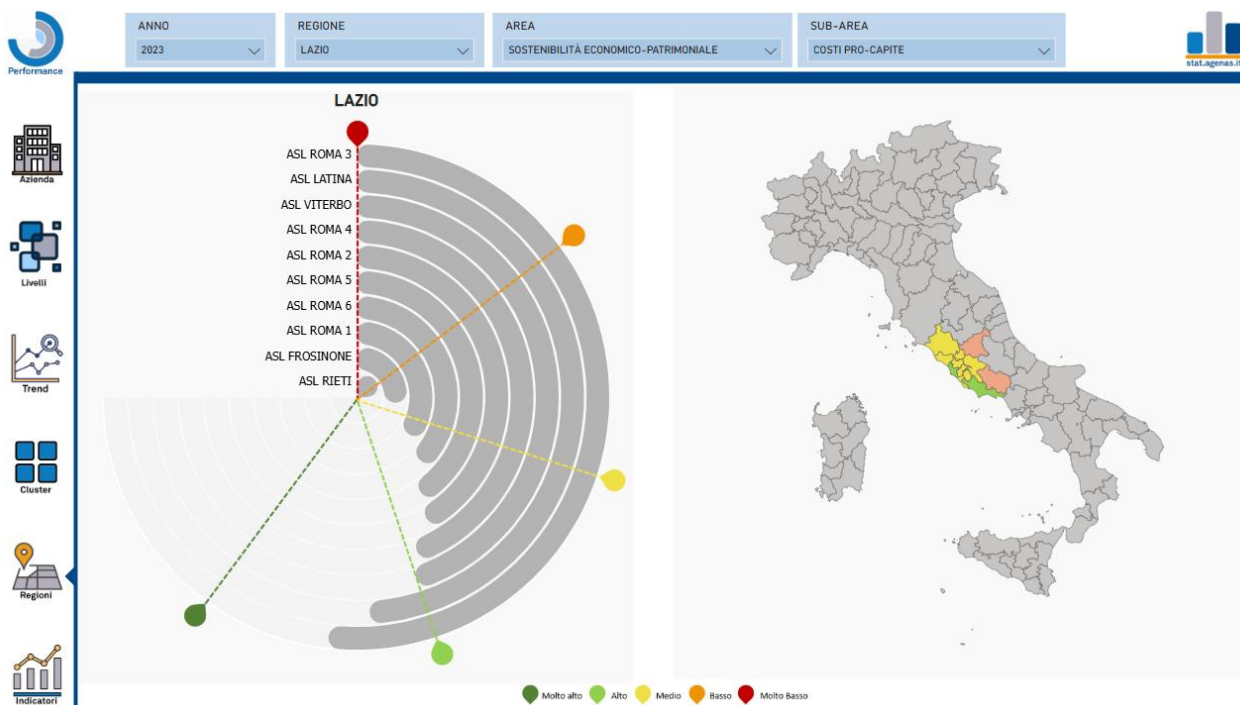 ANNO
2023
REGIONE
LAZIO
AREA
SOSTENIBILITÀ ECONOMICO-PATRIMONIALE
SUB-AREA
COSTI PRO-CAPITE
Performance
stat.agenas.it
Azienda
Livelli
Trend
Cluster
Regioni
Indicatori
LAZIO
ASL ROMA 3
ASL LATINA
ASL VITERBO
ASL ROMA 4
ASL ROMA 2
ASL ROMA 5
ASL ROMA 6
ASL ROMA 1
ASL FROSINONE
ASL RIETI
Molto alto
Alto
Medio
Basso
Molto Basso